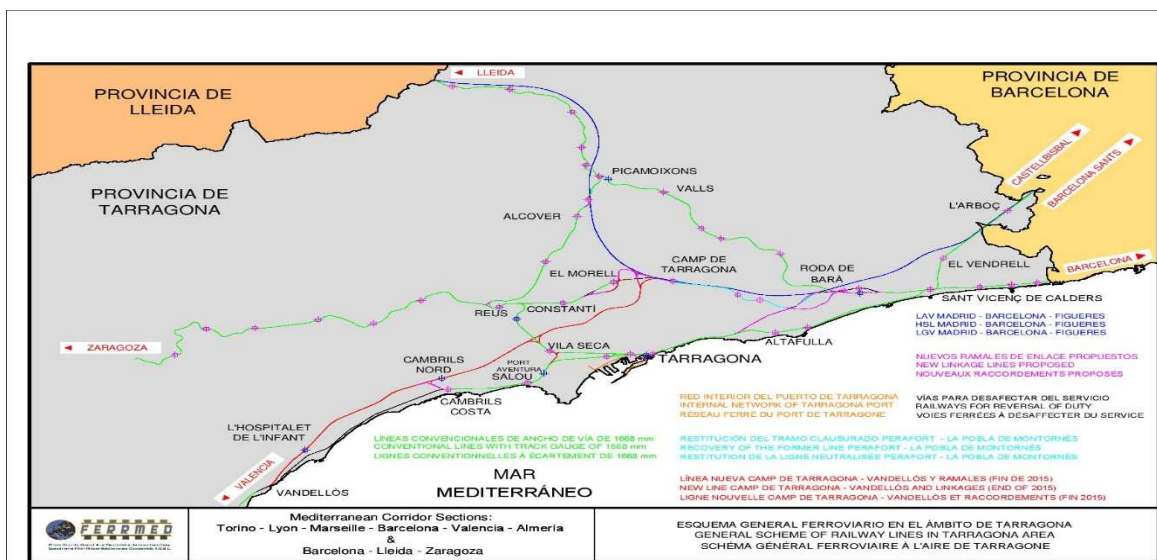 LLEIDA
PROVINCIA DE
LLEIDA
PROVINCIA DE
BARCELONA
CASTELLBISBAL
BARCELONA SANTS
PROVINCIA DE
TARRAGONA
PICAMOIXONS
VALLS
ALCOVER
L'ARBOÇ
CAMP DE
TARRAGONA
EL MORELL
RODA DE
BARÀ
EL VENDRELL
BARCELONA
REUS
CONSTANTÍ
SANT VICENÇ DE CALDERS
ZARAGOZA
VILA SECA
ALTAFULLA
TARRAGONA
CAMBRILS
NORD
PORT
AVENTURA
SALOU
CAMBRILS
COSTA
L'HOSPITALET
DE L'INFANT
VALENCIA
VANDELLÒS
MAR
MEDITERRÁNEO
LAV MADRID - BARCELONA - FIGUERES
HSL MADRID - BARCELONA - FIGUERES
LGV MADRID - BARCELONA - FIGUERES
NUEVOS RAMALES DE ENLACE PROPUESTOS
NEW LINKAGE LINES PROPOSED
NOUVEAUX RACCORDEMENTS PROPOSÉS
RED INTERIOR DEL PUERTO DE TARRAGONA
INTERNAL NETWORK OF TARRAGONA PORT
RÉSEAU FERRÉ DU PORT DE TARRAGONE
VÍAS PARA DESAFECTAR DEL SERVICIO
RAILWAYS FOR REVERSAL OF DUTY
VOIES FERRÉES À DÉSAFFECTER DU SERVICE
LÍNEAS CONVENCIONALES DE ANCHO DE VÍA DE 1668 mm
CONVENTIONAL LINES WITH TRACK GAUGE OF 1668 mm
LIGNES CONVENTIONNELLES À ÉCARTEMENT DE 1668 mm
RESTITUCIÓN DEL TRAMO CLAUSURADO PERAFORT - LA POBLA DE MONTORNÉS
RECOVERY OF THE FORMER LINE PERAFORT - LA POBLA DE MONTORNÉS
RESTITUTION DE LA LIGNE NEUTRALISÉE PERAFORT - LA POBLA DE MONTORNÉS
LÍNEA NUEVA CAMP DE TARRAGONA - VANDELLÓS Y RAMALES (FIN DE 2015)
NEW LINE CAMP DE TARRAGONA - VANDELLÓS AND LINKAGES (END OF 2015)
LIGNE NOUVELLE CAMP DE TARRAGONA - VANDELLÓS ET RACCORDEMENTS (FIN 2015)
FERRMED
Mediterranean Corridor Sections:
Torino - Lyon - Marseille - Barcelona - Valencia - Almeria
&
Barcelona - Lleida - Zaragoza
ESQUEMA GENERAL FERROVIARIO EN EL ÁMBITO DE TARRAGONA
GENERAL SCHEME OF RAILWAY LINES IN TARRAGONA AREA
SCHÉMA GÉNÉRAL FERROVIAIRE À L'AIRE DE TARRAGONE